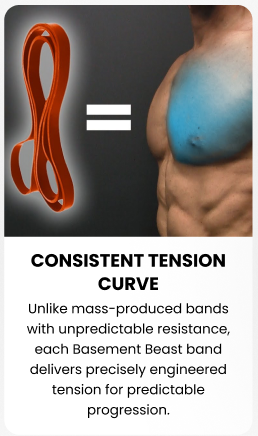 CONSISTENT TENSION
CURVE
Unlike mass-produced bands
with unpredictable resistance,
each Basement Beast band
delivers precisely engineered
tension for predictable
progression.